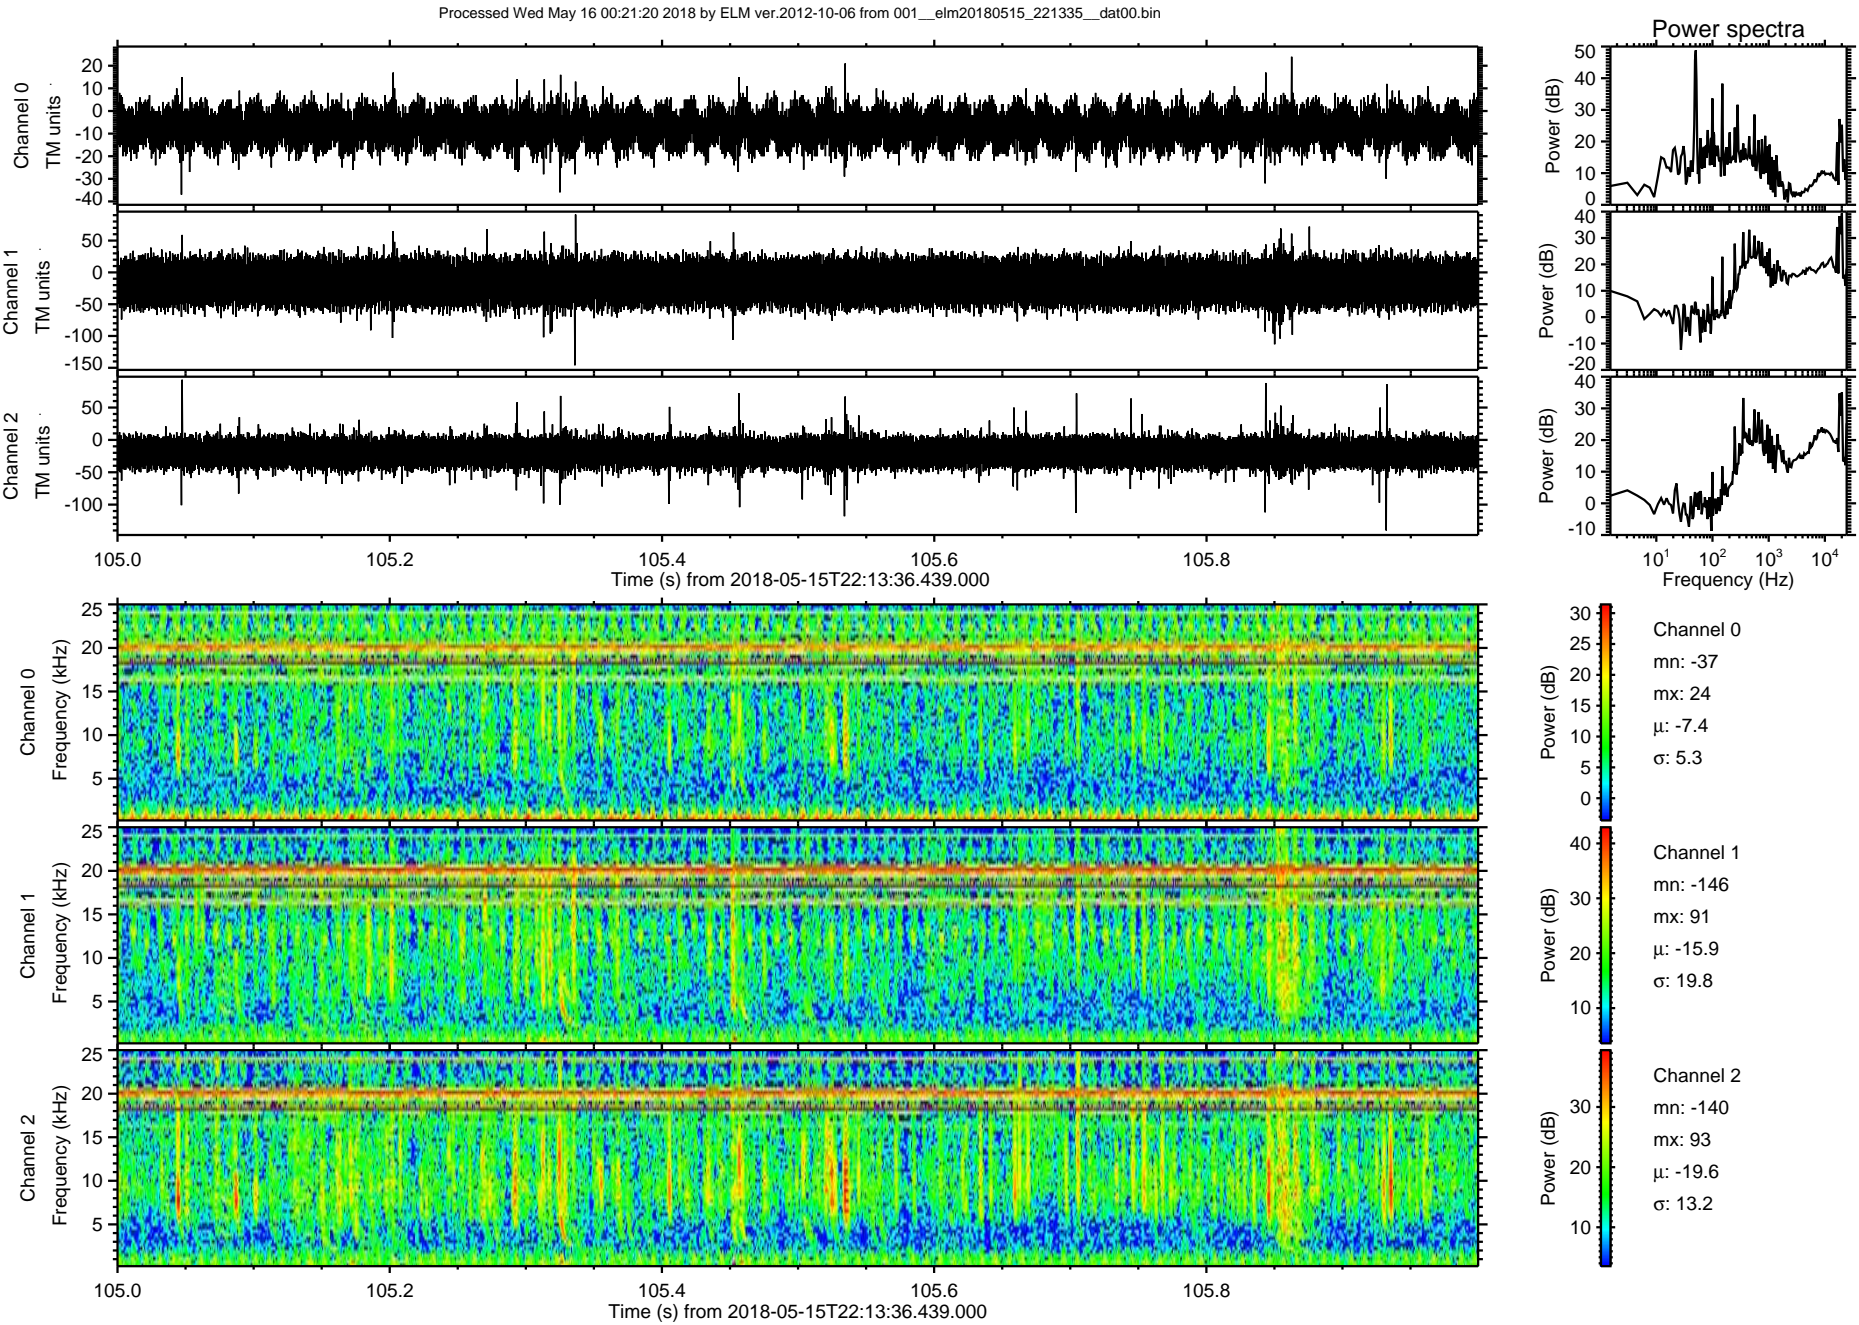 Processed Wed May 16 00:21:20 2018 by ELM ver.2012-10-06 from 001__elm20180515_221335__dat00.bin
Power spectra
Channel 0
TM units
20
10
0
-10
-20
-30
-40
Power (dB)
50
40
30
20
10
0
Channel 1
TM units
50
0
-50
-100
-150
Power (dB)
40
30
20
10
0
-10
-20
Channel 2
TM units
50
0
-50
-100
Power (dB)
40
30
20
10
0
-10
105.0 105.2 105.4 105.6 105.8
Time (s) from 2018-05-15T22:13:36.439.000
10^1 10^2 10^3 10^4
Frequency (Hz)
Channel 0
Frequency (kHz)
25
20
15
10
5
Power (dB)
30
25
20
15
10
5
0
Channel 0
mn: -37
mx: 24
μ: -7.4
σ: 5.3
Channel 1
Frequency (kHz)
25
20
15
10
5
Power (dB)
40
30
20
10
Channel 1
mn: -146
mx: 91
μ: -15.9
σ: 19.8
Channel 2
Frequency (kHz)
25
20
15
10
5
Power (dB)
30
20
10
Channel 2
mn: -140
mx: 93
μ: -19.6
σ: 13.2
105.0 105.2 105.4 105.6 105.8
Time (s) from 2018-05-15T22:13:36.439.000